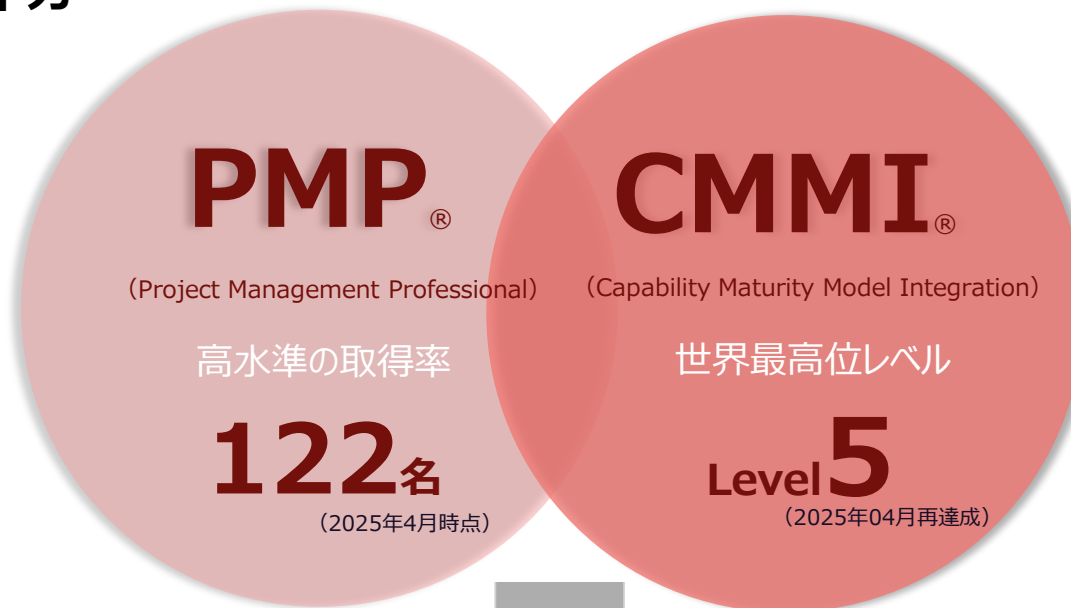 PMP®
（Project Management Professional）
高水準の取得率
122名
（2025年4月時点）
CMMI®
（Capability Maturity Model Integration）
世界最高位レベル
Level5
（2025年04月再達成）